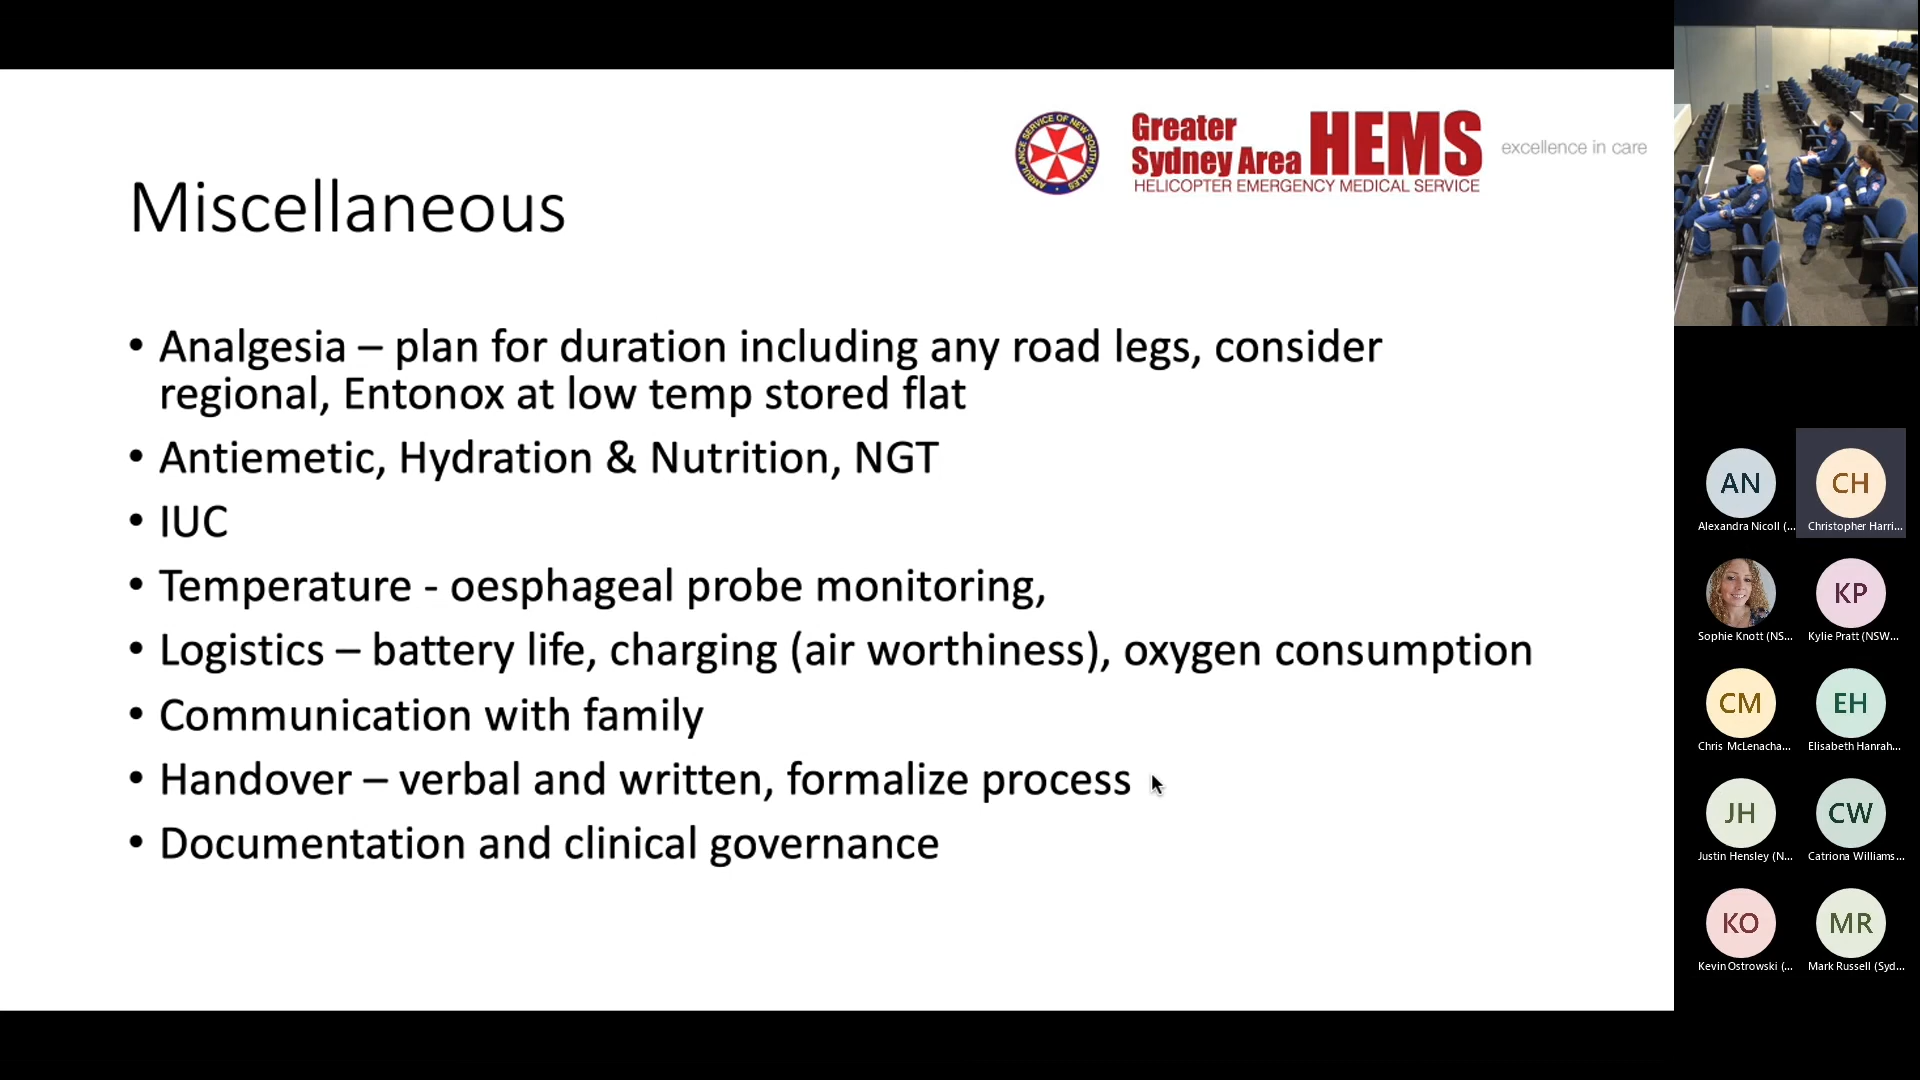 AMBULANCE SERVICE OF NEW SOUTH WALES
Greater
Sydney Area HEMS
HELICOPTER EMERGENCY MEDICAL SERVICE
excellence in care
Miscellaneous
• Analgesia – plan for duration including any road legs, consider
regional, Entonox at low temp stored flat
• Antiemetic, Hydration & Nutrition, NGT
• IUC
• Temperature - oesphageal probe monitoring,
• Logistics – battery life, charging (air worthiness), oxygen consumption
• Communication with family
• Handover – verbal and written, formalize process
• Documentation and clinical governance
AN
Alexandra Nicoll (...
CH
Christopher Harri...
Sophie Knott (NS...
KP
Kylie Pratt (NSW...
CM
Chris McLenacha...
EH
Elisabeth Hanrah...
JH
Justin Hensley (N...
CW
Catriona Williams...
KO
Kevin Ostrowski (...
MR
Mark Russell (Syd...